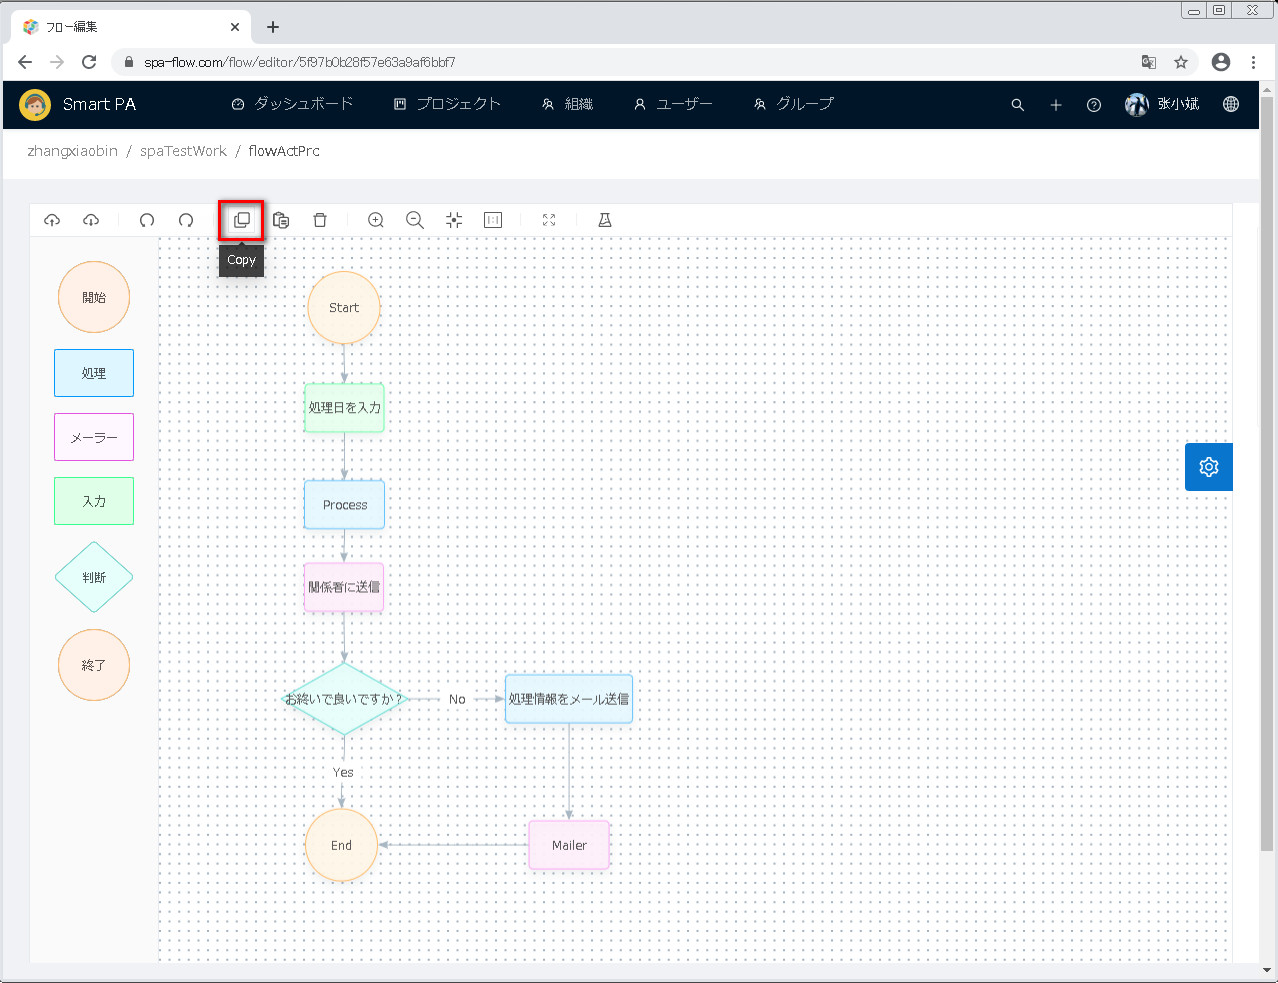 フロー編集
spa-flow.com/flow/editor/5f97b0b28f57e63a9af6bbf7
Smart PA ダッシュボード プロジェクト 組織 ユーザー グループ 张小斌
zhangxiaobin / spaTestWork / flowActPrc
Copy
開始
処理
メーラー
入力
判断
終了
Start
処理日を入力
Process
関係者に送信
お終いで良いですか？
No
処理情報をメール送信
Yes
End
Mailer